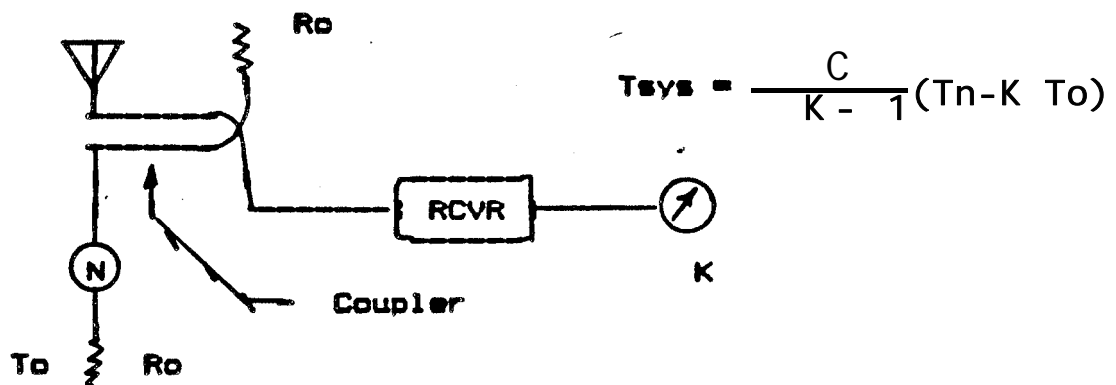 Ro
Tsys = C / K - 1 (Tn-K To)
RCVR
N
K
Coupler
To Ro